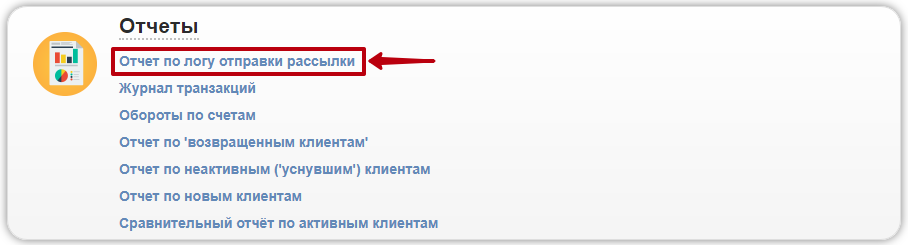 Отчеты
Отчет по логу отправки рассылки
Журнал транзакций
Обороты по счетам
Отчет по 'возвращенным клиентам'
Отчет по неактивным ('уснувшим') клиентам
Отчет по новым клиентам
Сравнительный отчёт по активным клиентам